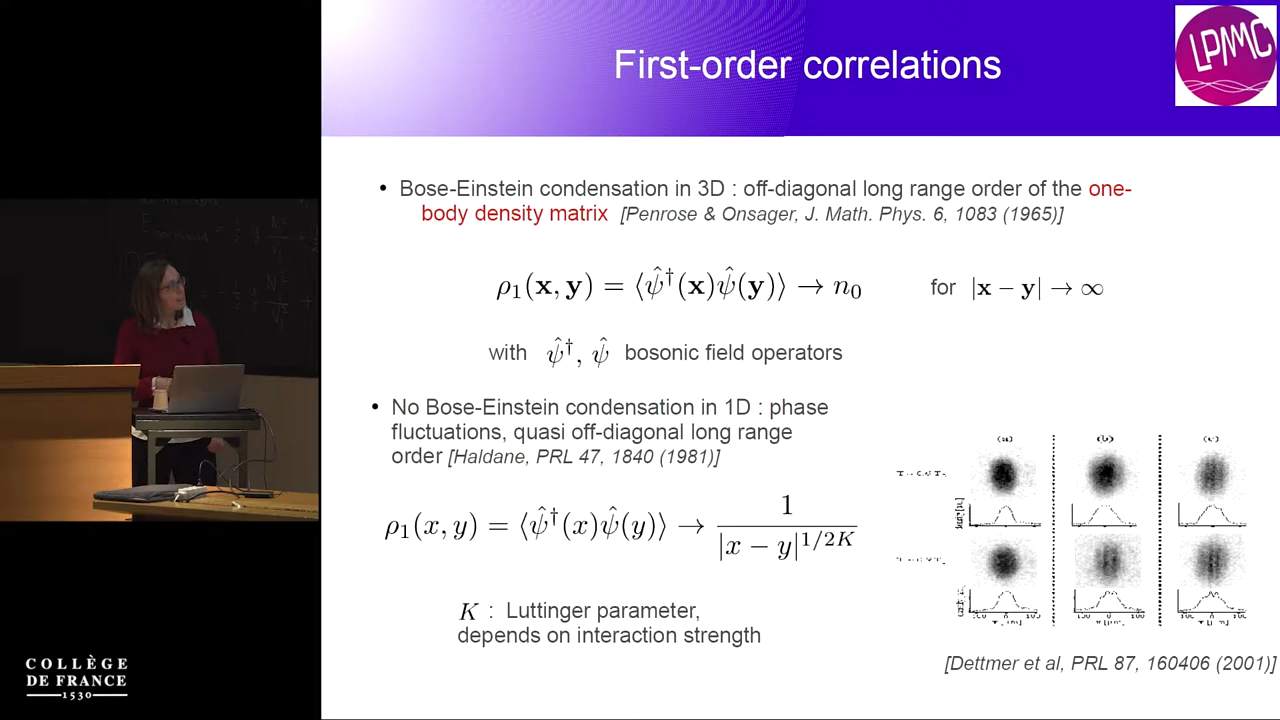 First-order correlations
LPMMC
• Bose-Einstein condensation in 3D : off-diagonal long range order of the one-
body density matrix [Penrose & Onsager, J. Math. Phys. 6, 1083 (1965)]
ρ₁(𝐱, 𝐲) = ⟨ψ̂†(𝐱)ψ̂(𝐲)⟩ → n₀ for |𝐱 − 𝐲| → ∞
with ψ̂†, ψ̂ bosonic field operators
• No Bose-Einstein condensation in 1D : phase
fluctuations, quasi off-diagonal long range
order [Haldane, PRL 47, 1840 (1981)]
ρ₁(x, y) = ⟨ψ̂†(x)ψ̂(y)⟩ → 1 / |x − y|^{1/2K}
K : Luttinger parameter,
depends on interaction strength
(a) (b) (c)
[Dettmer et al, PRL 87, 160406 (2001)]
COLLÈGE
DE FRANCE
1530